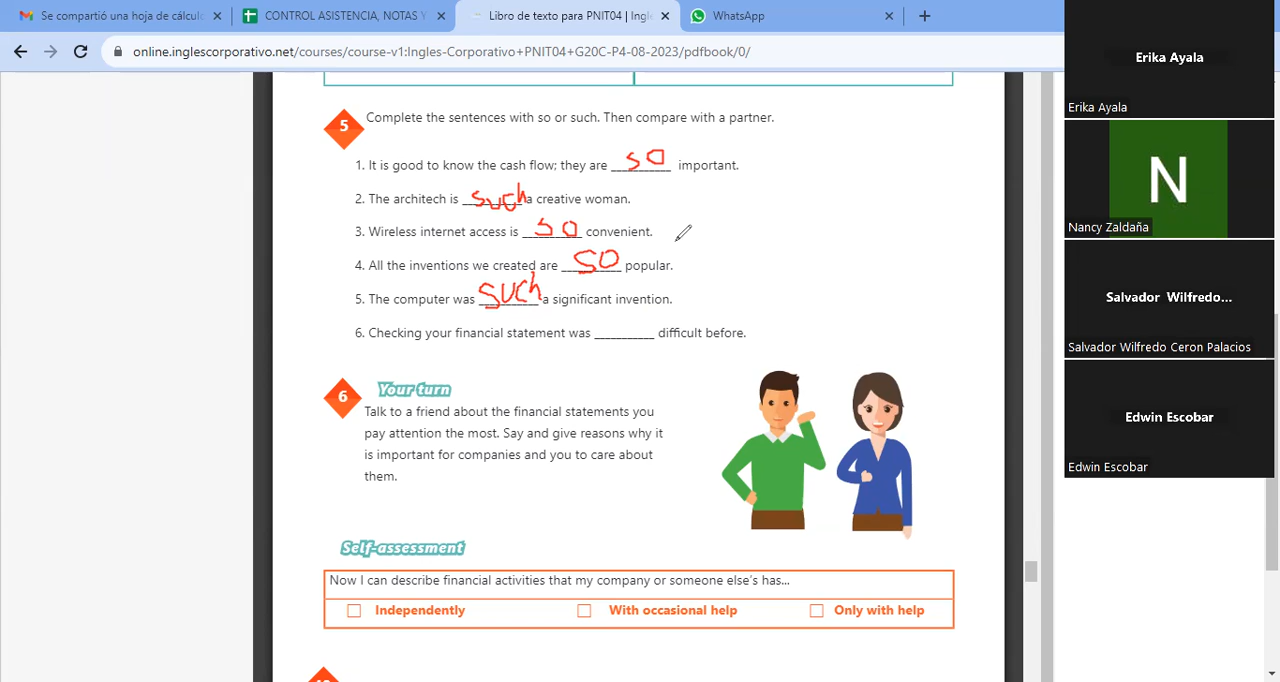 Se compartió una hoja de cálcul
CONTROL ASISTENCIA, NOTAS Y
Libro de texto para PNIT04 | Ingl
WhatsApp
online.inglescorporativo.net/courses/course-v1:Ingles-Corporativo+PNIT04+G20C-P4-08-2023/pdfbook/0/
5 Complete the sentences with so or such. Then compare with a partner.
1. It is good to know the cash flow; they are so important.
2. The architech is such a creative woman.
3. Wireless internet access is so convenient.
4. All the inventions we created are so popular.
5. The computer was such a significant invention.
6. Checking your financial statement was __________ difficult before.
6 Your turn
Talk to a friend about the financial statements you
pay attention the most. Say and give reasons why it
is important for companies and you to care about
them.
Self-assessment
Now I can describe financial activities that my company or someone else's has...
Independently With occasional help Only with help
Erika Ayala
Erika Ayala
N
Nancy Zaldaña
Salvador Wilfredo...
Salvador Wilfredo Ceron Palacios
Edwin Escobar
Edwin Escobar